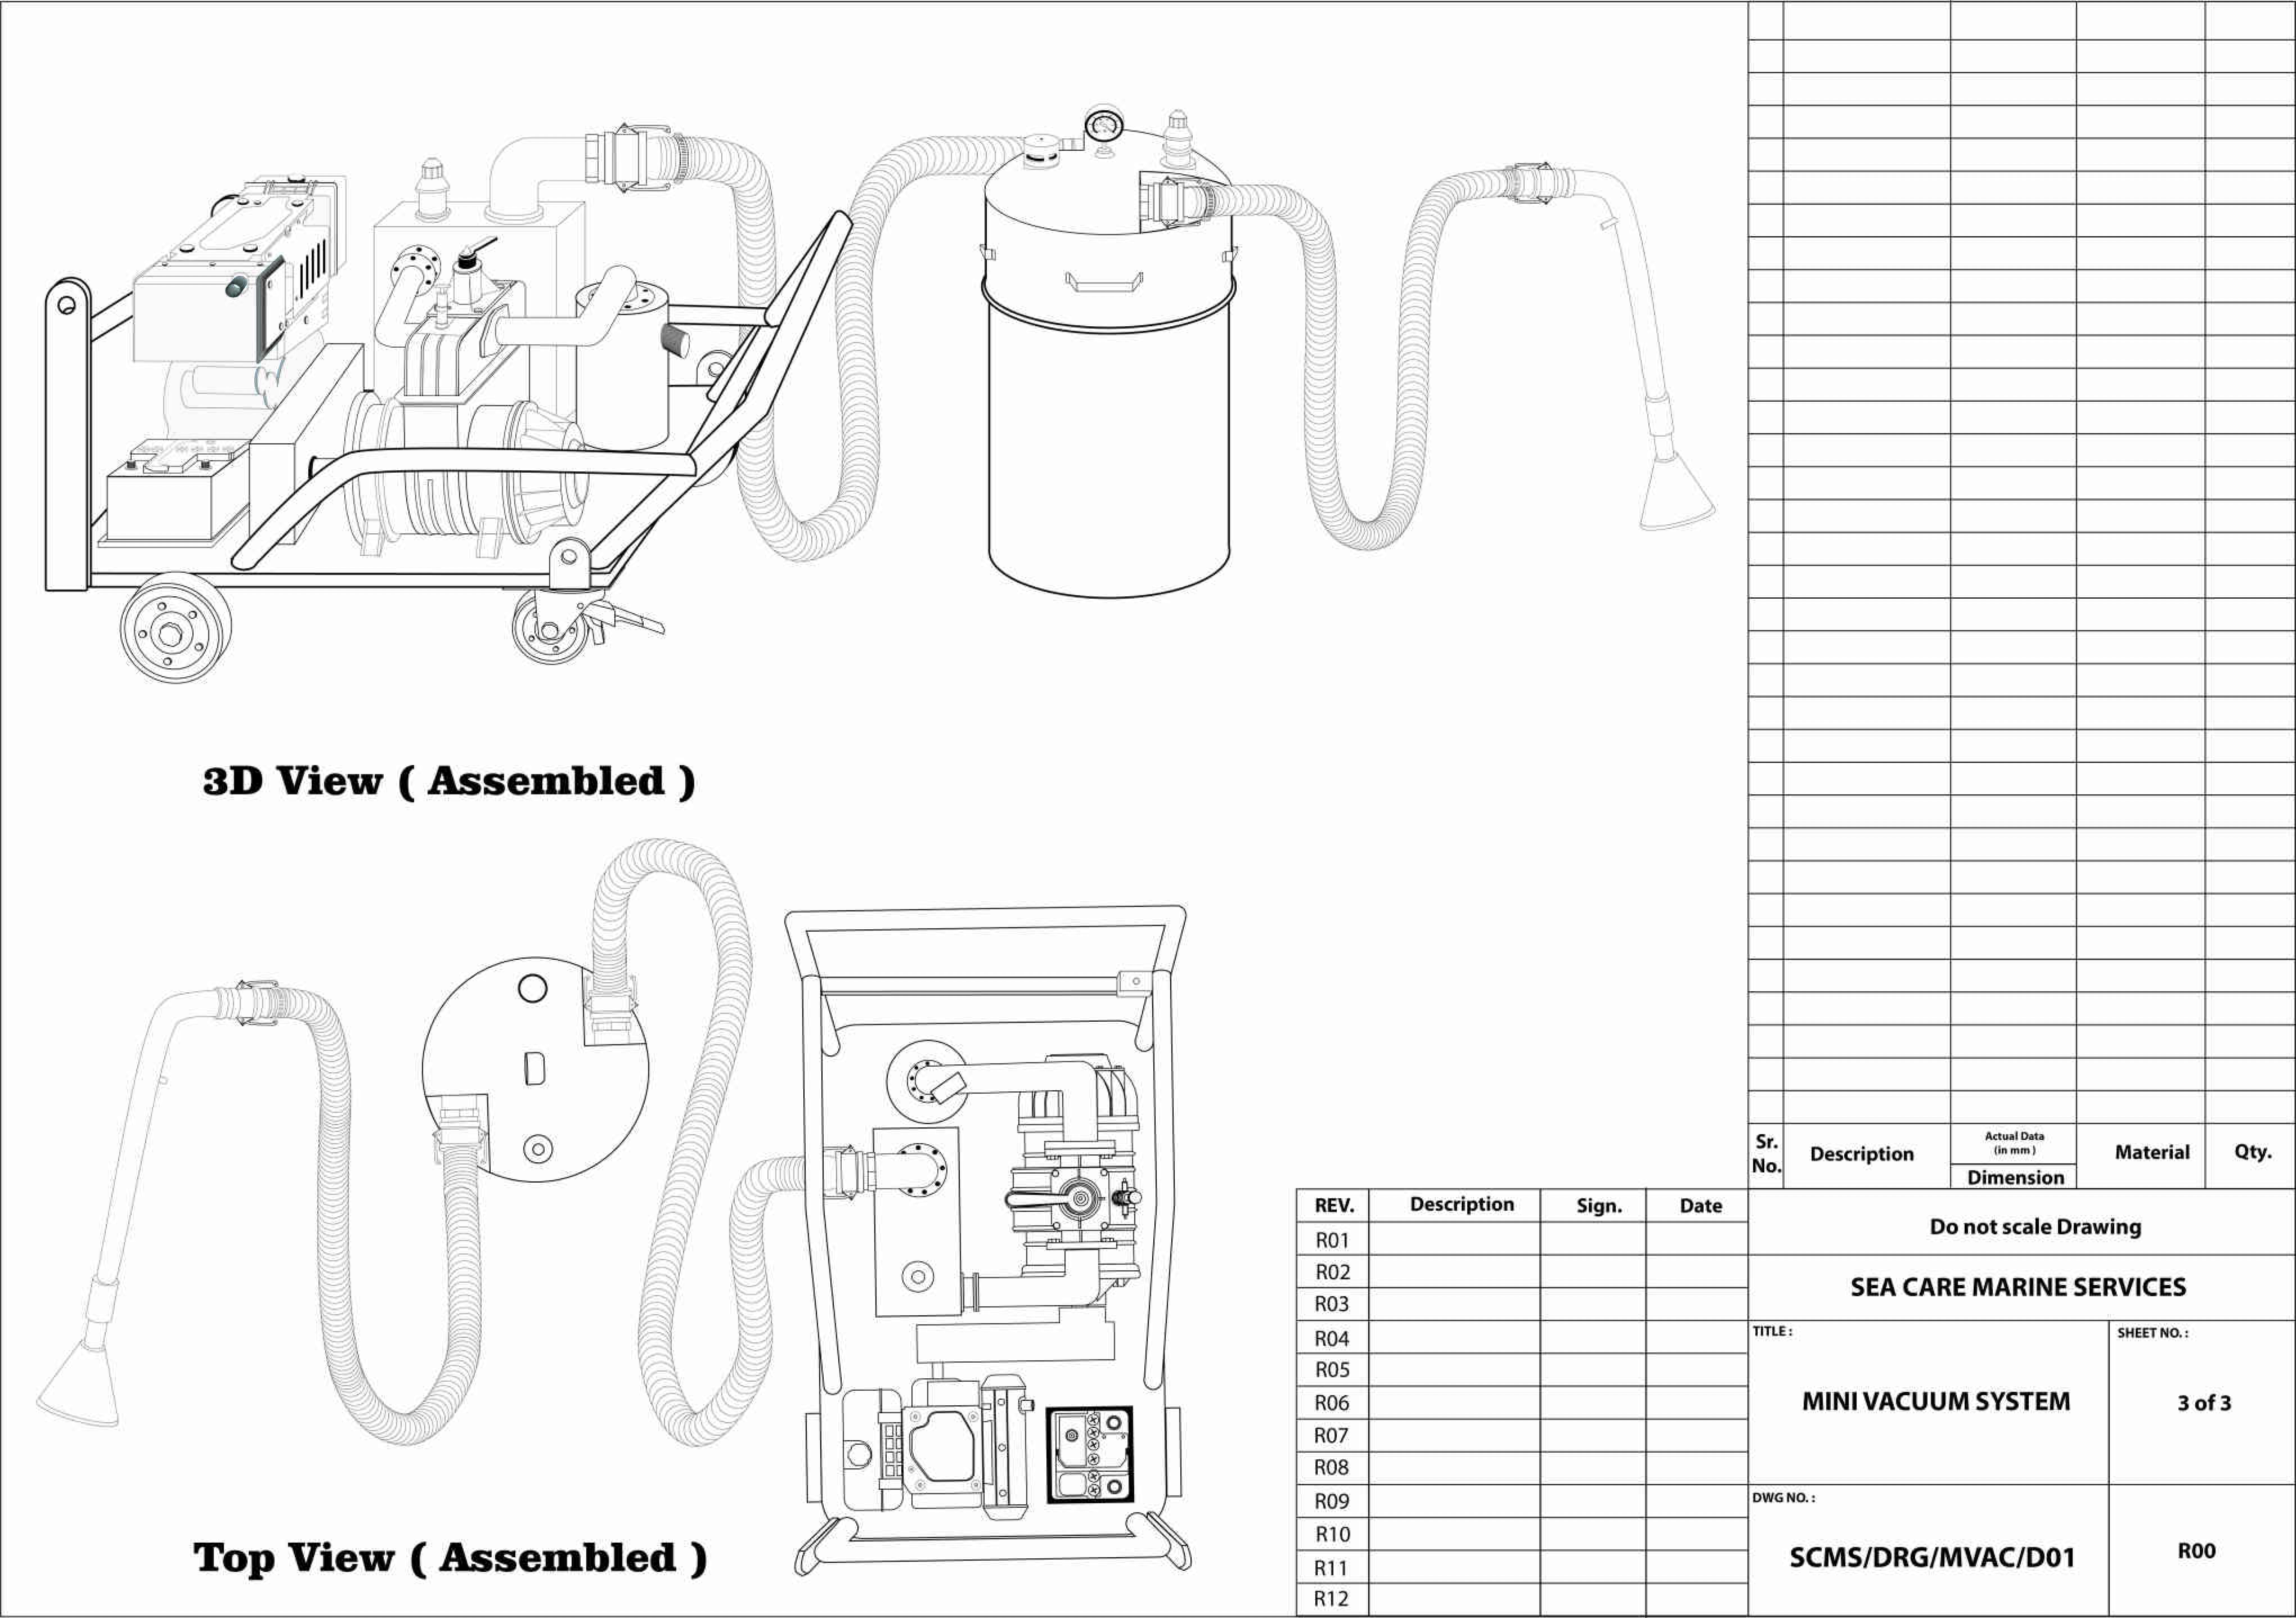 3D View ( Assembled )
Top View ( Assembled )
Sr. No.
Description
Actual Data
(in mm )
Dimension
Material
Qty.
REV.
Description
Sign.
Date
R01
R02
R03
R04
R05
R06
R07
R08
R09
R10
R11
R12
Do not scale Drawing
SEA CARE MARINE SERVICES
TITLE :
MINI VACUUM SYSTEM
SHEET NO. :
3 of 3
DWG NO. :
SCMS/DRG/MVAC/D01
R00